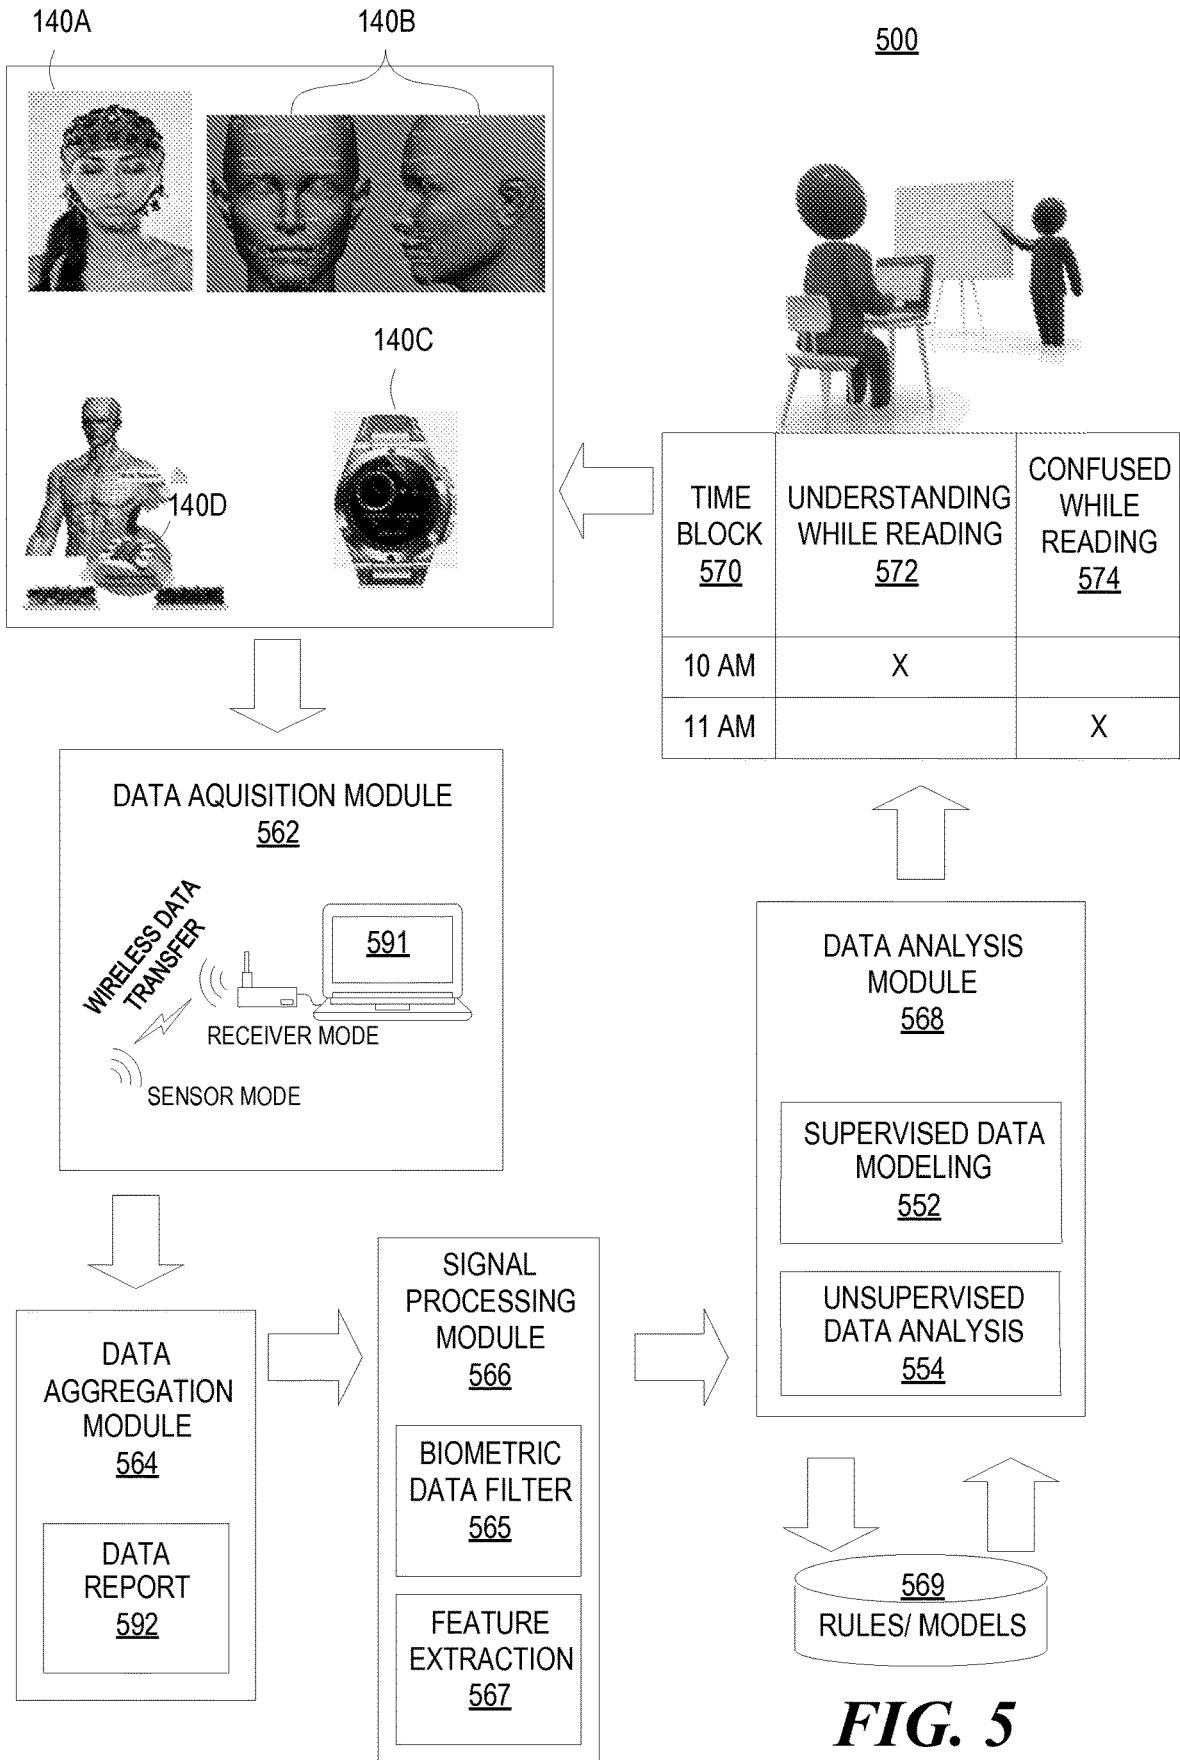 140A
140B
500
140C
140D
TIME
BLOCK
570
UNDERSTANDING
WHILE READING
572
CONFUSED
WHILE
READING
574
10 AM
X
11 AM
X
DATA AQUISITION MODULE
562
WIRELESS DATA
TRANSFER
591
RECEIVER MODE
SENSOR MODE
DATA ANALYSIS
MODULE
568
SUPERVISED DATA
MODELING
552
UNSUPERVISED
DATA ANALYSIS
554
DATA
AGGREGATION
MODULE
564
DATA
REPORT
592
SIGNAL
PROCESSING
MODULE
566
BIOMETRIC
DATA FILTER
565
FEATURE
EXTRACTION
567
569
RULES/ MODELS
FIG. 5